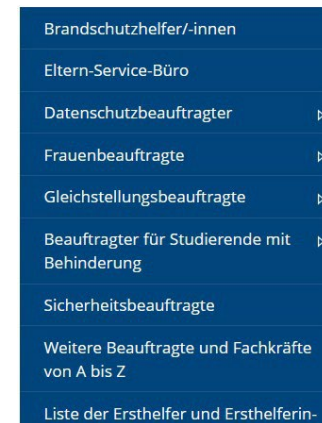 Brandschutzhelfer/-innen
Eltern-Service-Büro
Datenschutzbeauftragter
Frauenbeauftragte
Gleichstellungsbeauftragte
Beauftragter für Studierende mit
Behinderung
Sicherheitsbeauftragte
Weitere Beauftragte und Fachkräfte
von A bis Z
Liste der Ersthelfer und Ersthelferin-